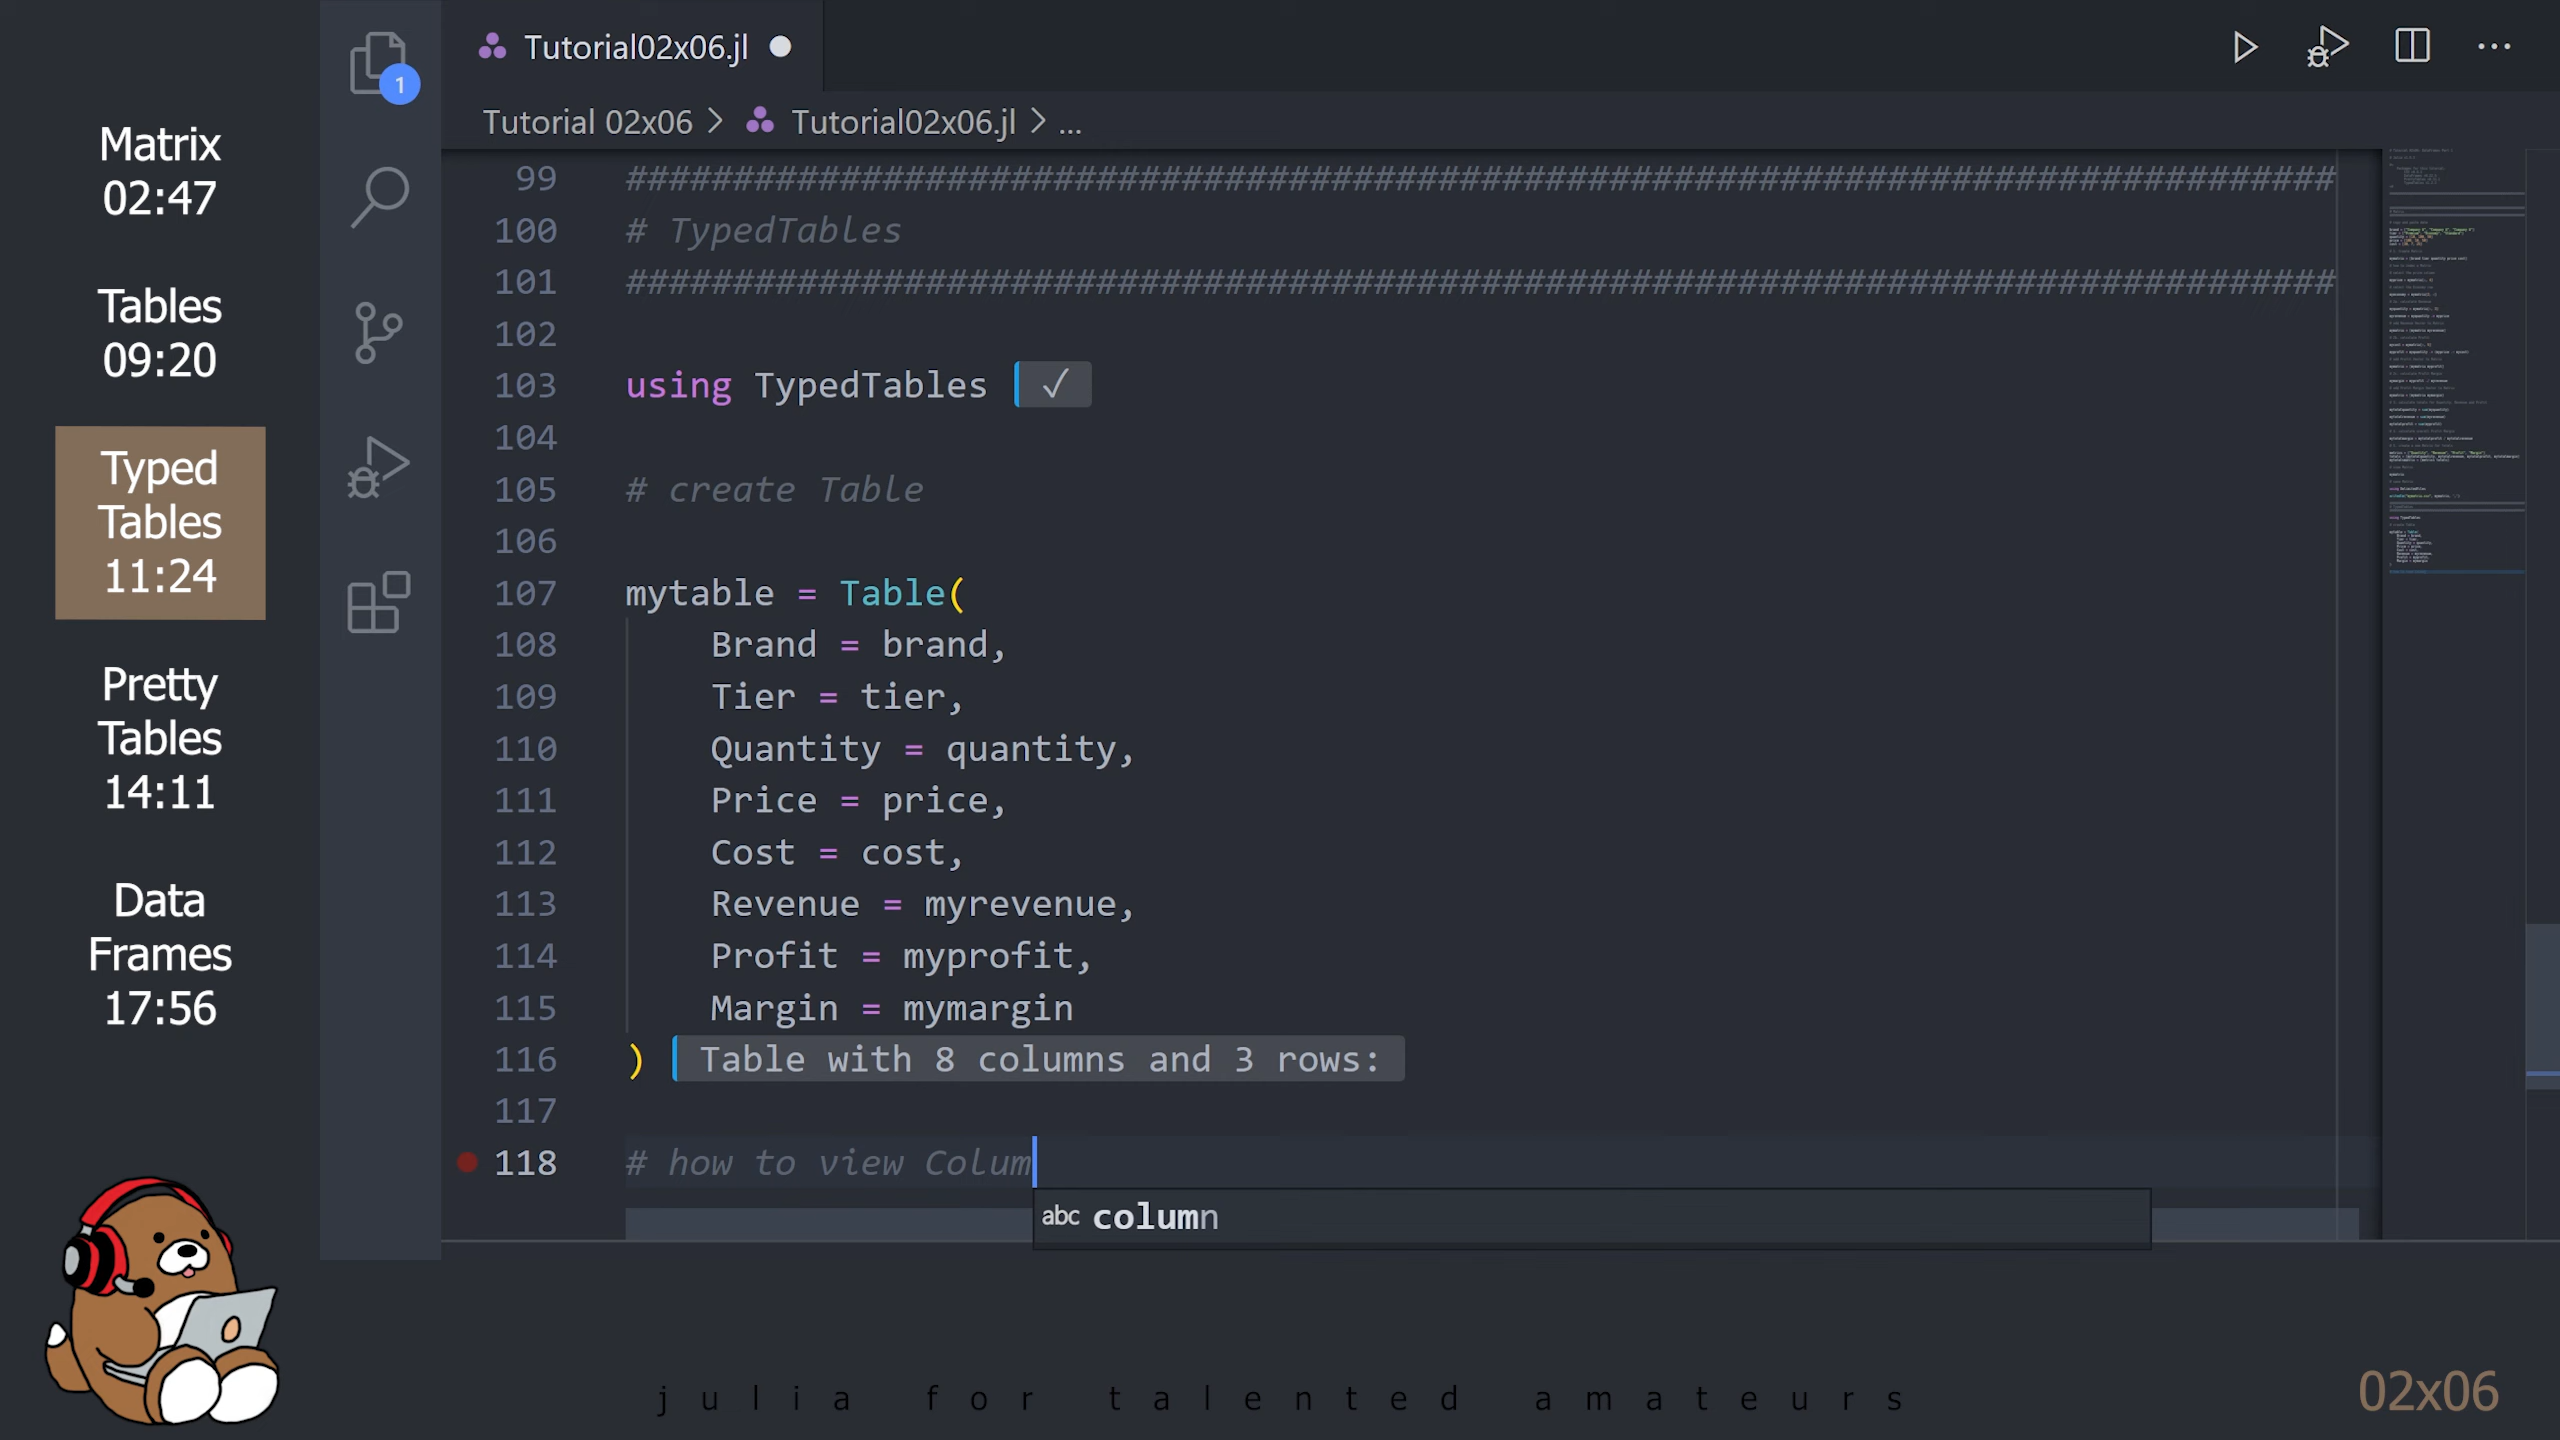 Matrix
02:47
Tables
09:20
Typed
Tables
11:24
Pretty
Tables
14:11
Data
Frames
17:56
1
Tutorial02x06.jl
Tutorial 02x06 > Tutorial02x06.jl > ...
99 ################################################################################
100 # TypedTables
101 ################################################################################
102
103 using TypedTables ✓
104
105 # create Table
106
107 mytable = Table(
108 Brand = brand,
109 Tier = tier,
110 Quantity = quantity,
111 Price = price,
112 Cost = cost,
113 Revenue = myrevenue,
114 Profit = myprofit,
115 Margin = mymargin
116 ) Table with 8 columns and 3 rows:
117
118 # how to view Colum
abc column
julia for talented amateurs
02x06